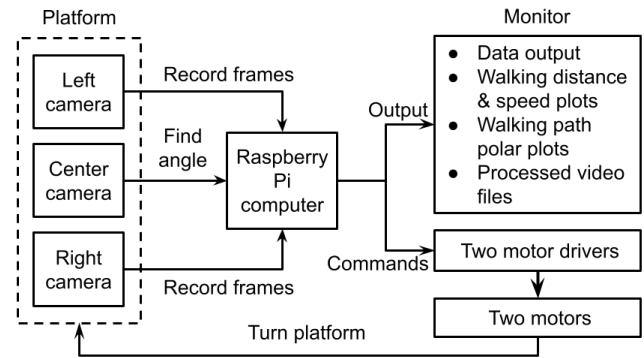 Platform
Left
camera
Center
camera
Right
camera
Record frames
Find
angle
Record frames
Raspberry
Pi
computer
Output
Commands
Monitor
● Data output
● Walking distance
& speed plots
● Walking path
polar plots
● Processed video
files
Two motor drivers
Two motors
Turn platform